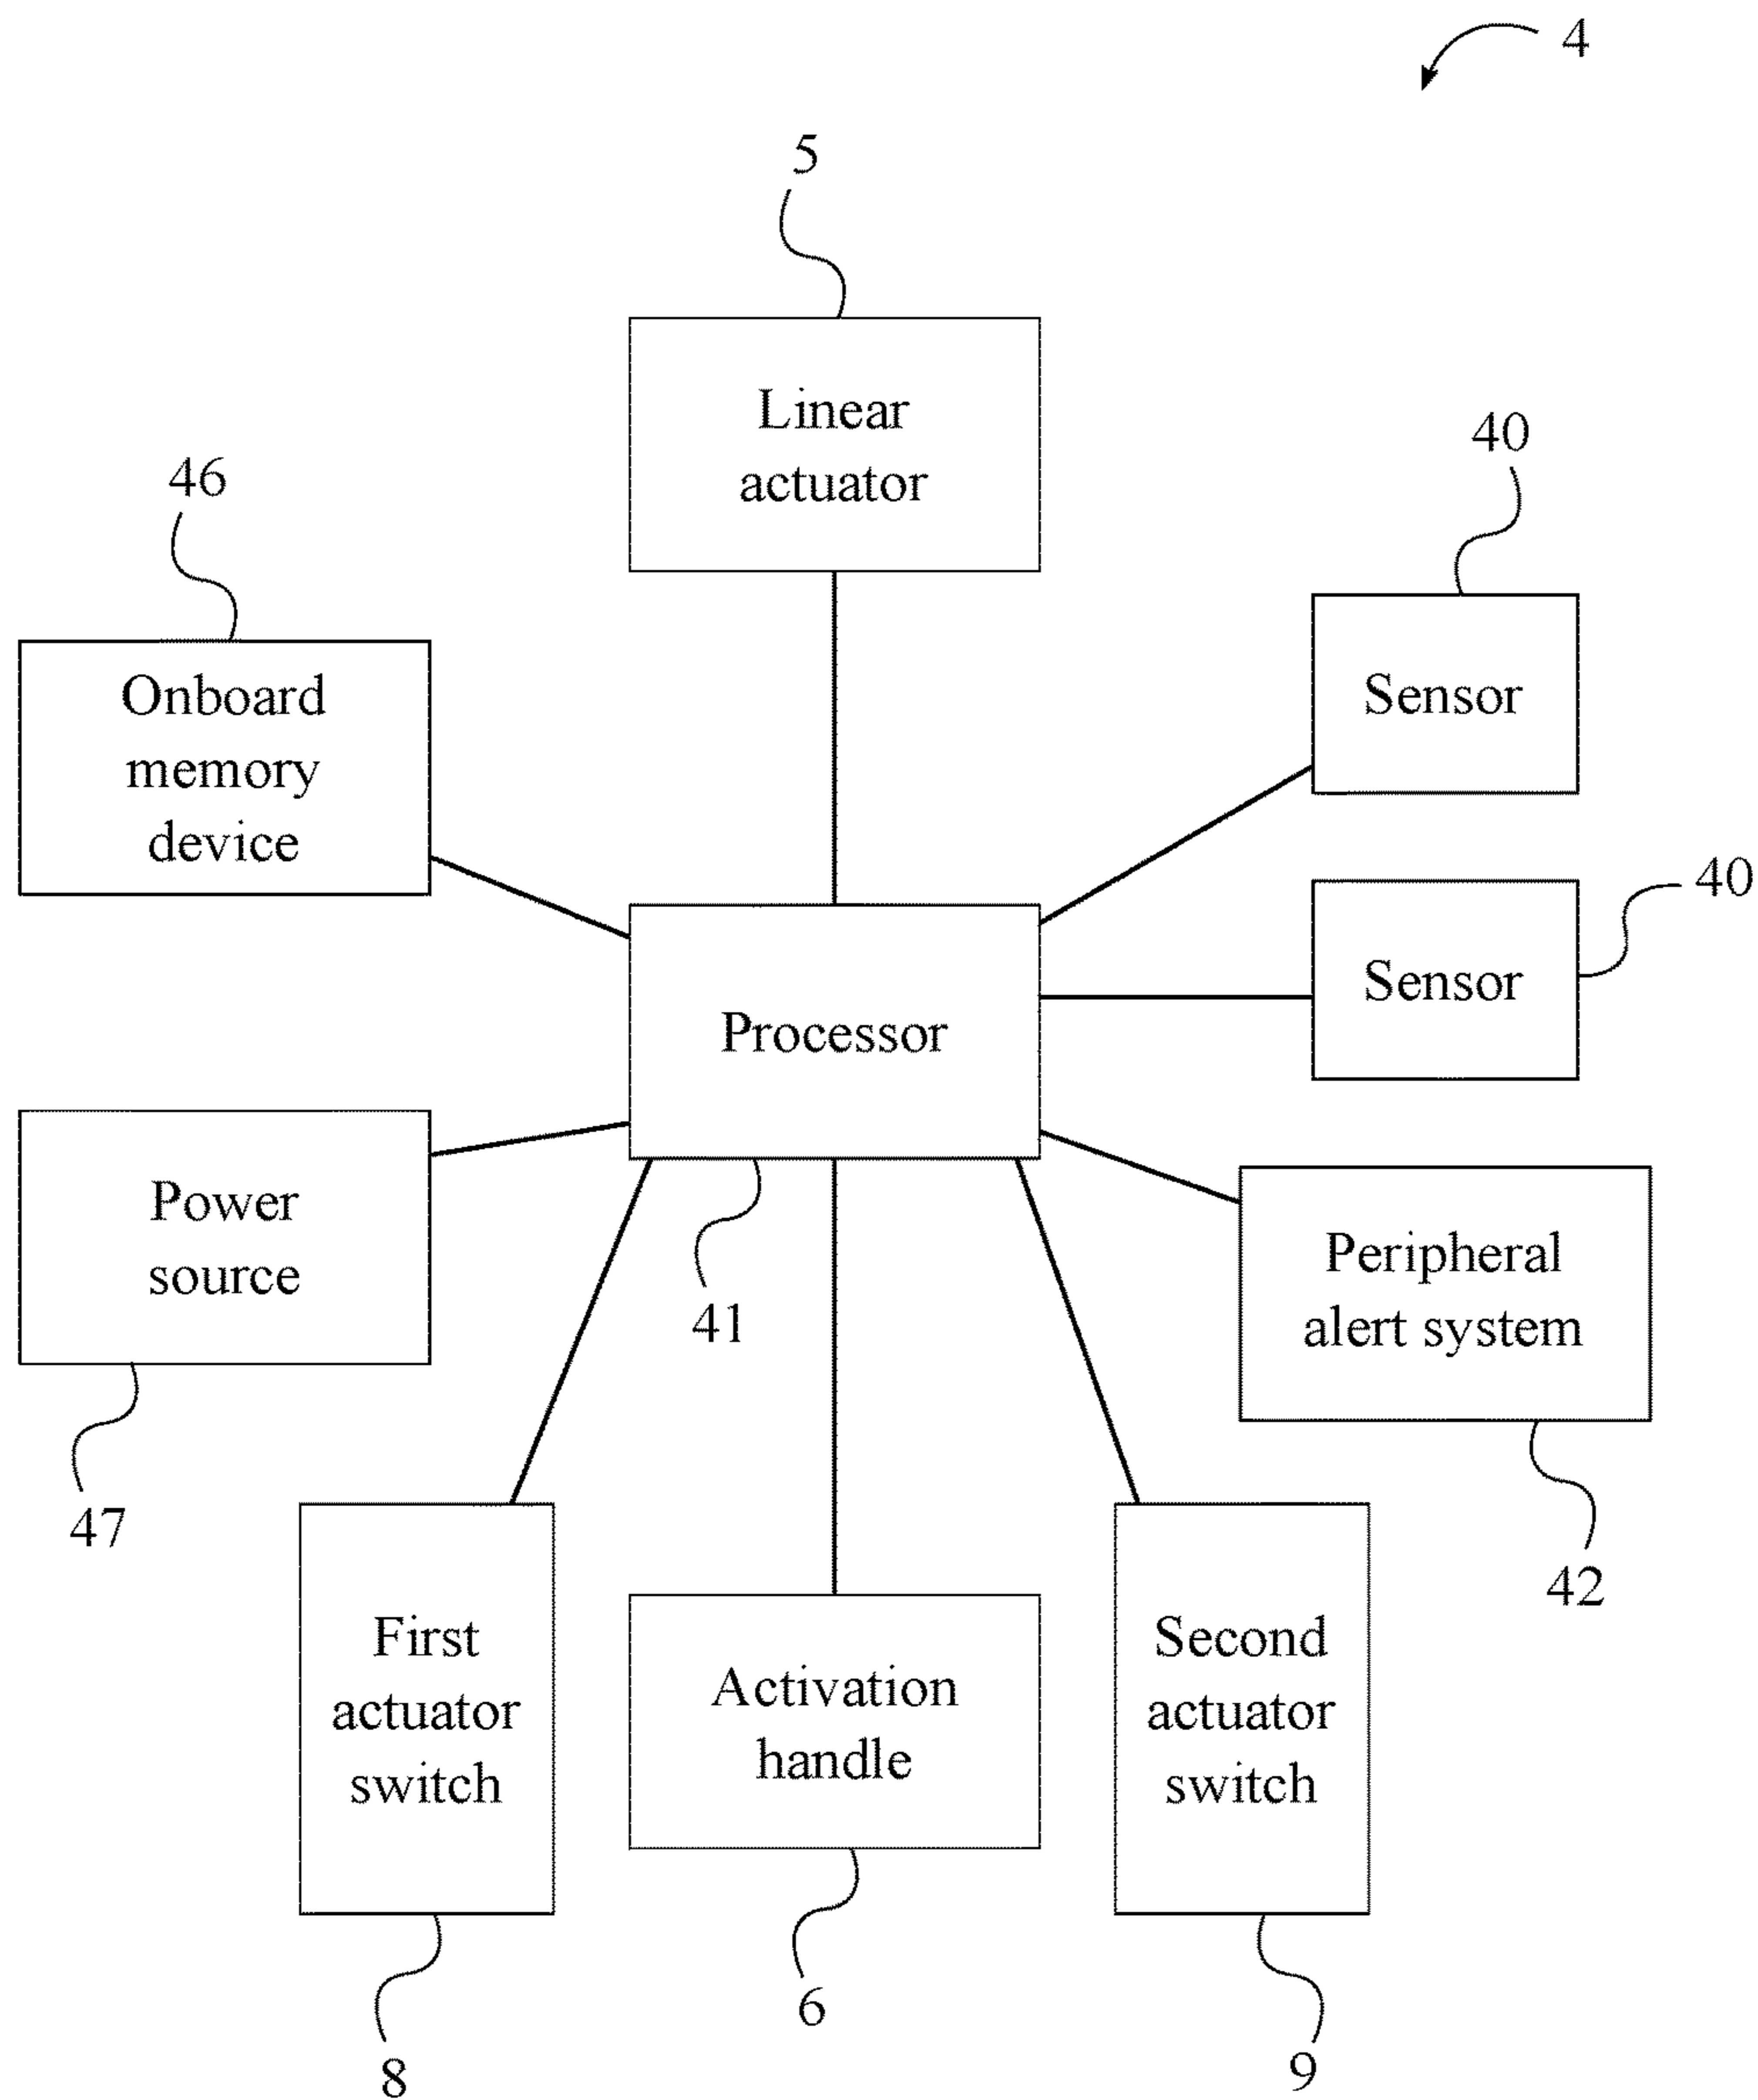 4
5
Linear
actuator
40
46
Sensor
Onboard
memory
device
40
Sensor
Processor
Power
source
Peripheral
alert system
41
47
42
First
actuator
switch
Activation
handle
Second
actuator
switch
6
8
9